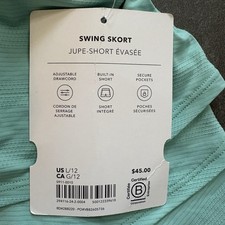 SWING SKORT
JUPE-SHORT ÉVASÉE
ADJUSTABLE
DRAWCORD
BUILT-IN
SHORT
SECURE
POCKETS
CORDON DE
SERRAGE
AJUSTABLE
SHORT
INTÉGRÉ
POCHES
SÉCURISÉES
US L/12
CA G/12
$45.00
Certified
B
Corporation